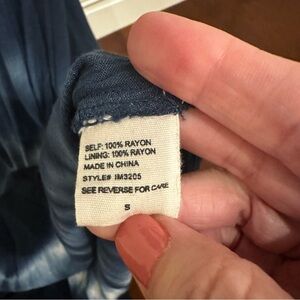 SELF: 100% RAYON
LINING: 100% RAYON
MADE IN CHINA
STYLE# IM3205
SEE REVERSE FOR CARE
S